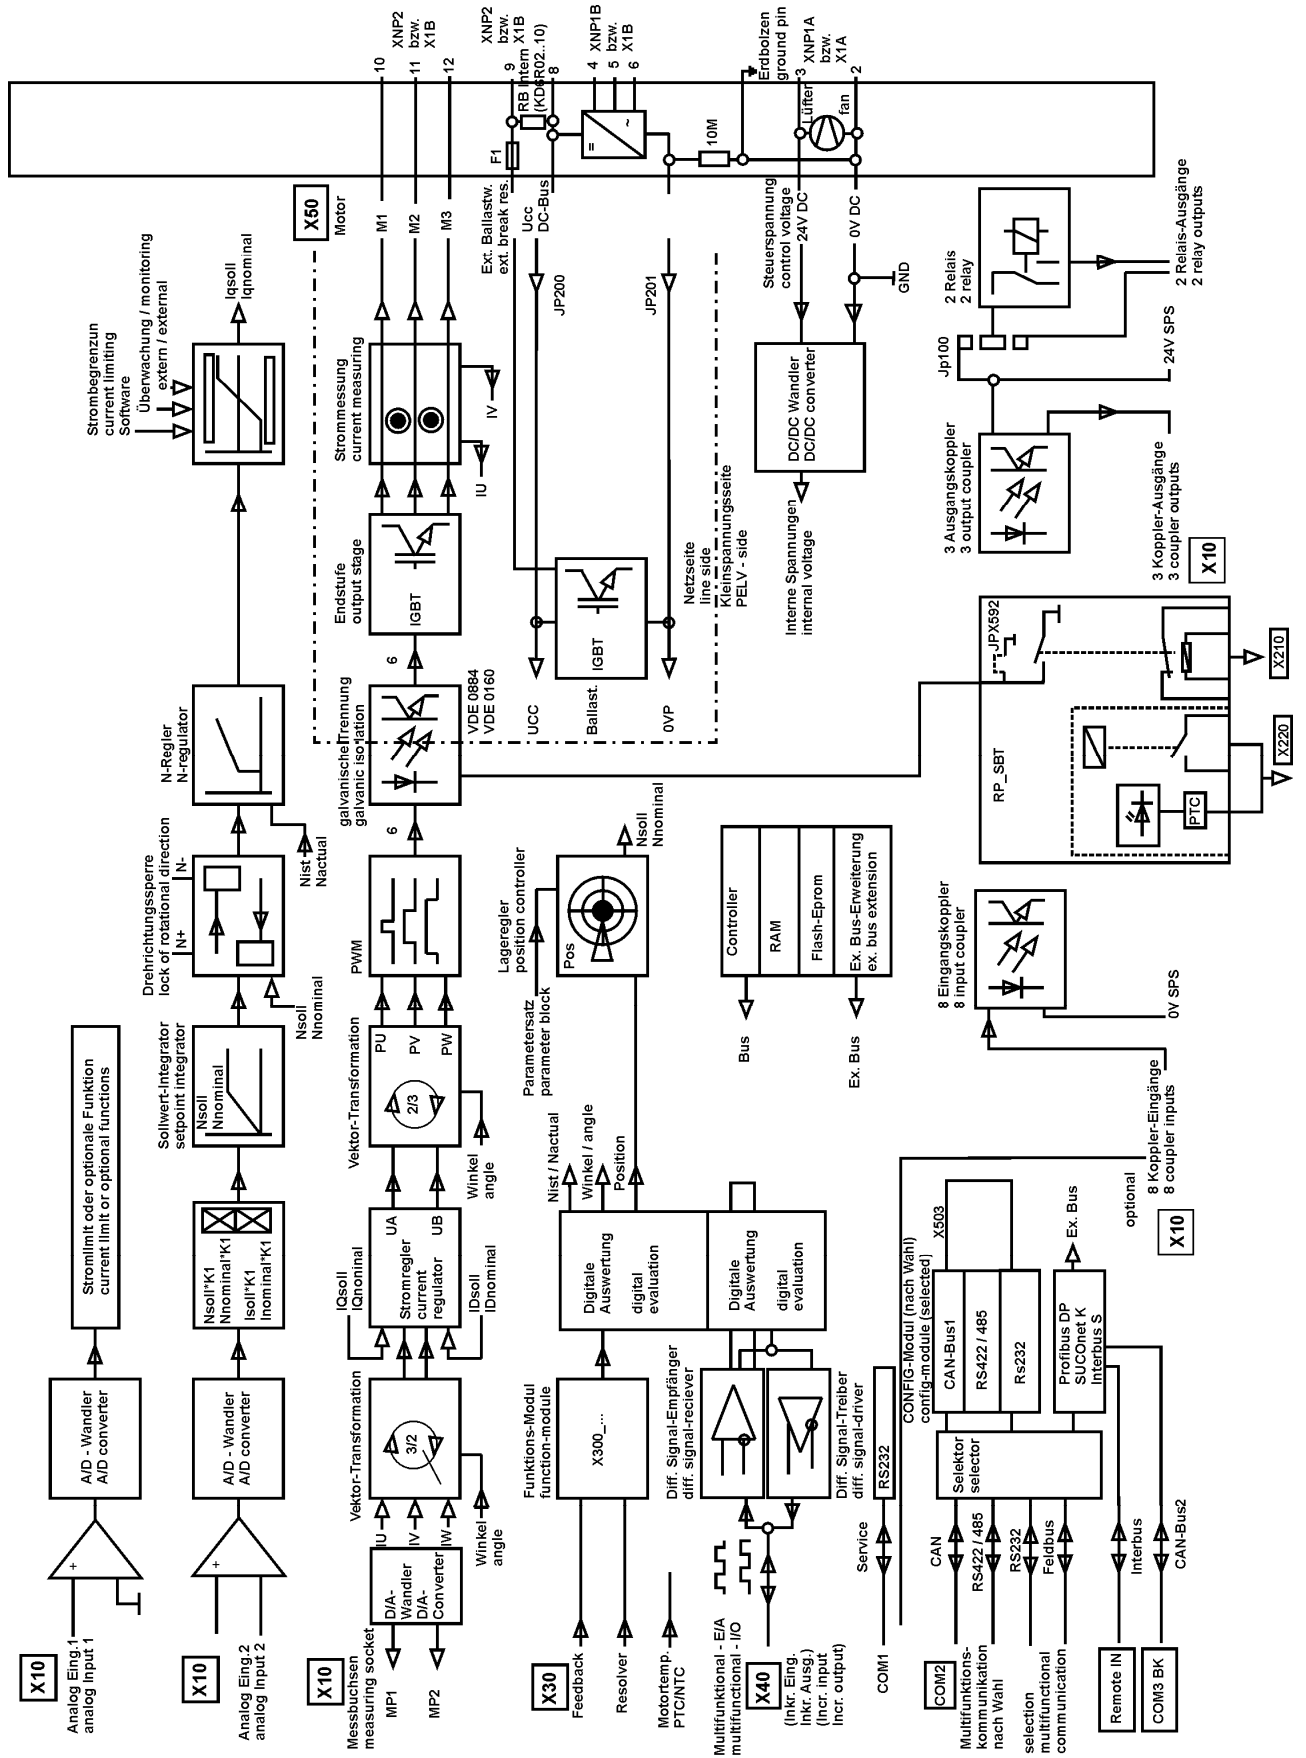 X10
Analog Eing.1
analog Input 1
+
A/D - Wandler
A/D converter
Stromlimit oder optionale Funktion
current limit or optional functions
X10
Analog Eing.2
analog Input 2
+
A/D - Wandler
A/D converter
Nsoll*K1
Nnominal*K1
Isoll*K1
Inominal*K1
Sollwert-Integrator
setpoint integrator
Nsoll
Nnominal
Drehrichtungssperre
lock of rotational direction
N+
N-
Nsoll
Nnominal
N-Regler
N-regulator
Nist
Nactual
Strombegrenzun
current limiting
Software
Überwachung / monitoring
extern / external
Iqsoll
Iqnominal
X10
Messbuchsen
measuring socket
MP1
MP2
D/A-
Wandler
D/A-
Converter
IU
IV
IW
Vektor-Transformation
3/2
Winkel
angle
IQsoll
IQnoninal
Stromregler
current
regulator
IDsoll
IDnominal
UA
UB
Vektor-Transformation
2/3
Winkel
angle
PU
PV
PW
PWM
6
galvanische Trennung
galvanic isolation
VDE 0884
VDE 0160
6
Endstufe
output stage
IGBT
Strommessung
current measuring
IU
IV
X50
Motor
M1
M2
M3
10
11
12
XNP2
bzw.
X1B
XNP2
bzw.
X1B
9
8
RB Intern
(KD6R02..10)
F1
Ext. Ballastw.
ext. break res.
Ucc
DC-Bus
JP200
JP201
UCC
Ballast.
0VP
IGBT
XNP1B
bzw.
X1B
4
5
6
=
~
10M
Erdbolzen
ground pin
XNP1A
bzw.
X1A
3
2
Lüfter
fan
Netzseite
line side
Kleinspannungsseite
PELV - side
Steuerspannung
control voltage
24V DC
0V DC
GND
DC/DC Wandler
DC/DC converter
Interne Spannungen
internal voltage
X30
Feedback
Resolver
Motortemp.
PTC/NTC
Funktions-Modul
function-module
X300_...
Digitale
Auswertung
digital
evaluation
Digitale
Auswertung
digital
evaluation
Nist / Nactual
Winkel / angle
Position
Parametersatz
parameter block
Lageregler
position controller
Pos
Nsoll
Nnominal
Multifunktional - E/A
multifunctional - I/O
X40
(Inkr. Eing.
Inkr. Ausg.)
(Incr. input
Incr. output)
Diff. Signal-Empfänger
diff. signal-reciever
Diff. Signal-Treiber
diff. signal-driver
Controller
RAM
Flash-Eprom
Ex. Bus-Erweiterung
ex. bus extension
Bus
Ex. Bus
COM1
Service
RS232
CONFIG-Modul (nach Wahl)
config-module (selected)
COM2
Multifunktions-
kommunikation
nach Wahl
selection
multifunctional
communication
CAN
RS422 / 485
RS232
Feldbus
Selektor
selector
CAN-Bus1
RS422 / 485
Rs232
X503
Profibus DP
SUCOnet K
Interbus S
Ex. Bus
Remote IN
Interbus
COM3 BK
CAN-Bus2
optional
8 Koppler-Eingänge
8 coupler inputs
X10
8 Eingangskoppler
8 input coupler
0V SPS
RP_SBT
JPX592
PTC
X210
X220
3 Ausgangskoppler
3 output coupler
3 Koppler-Ausgänge
3 coupler outputs
X10
Jp100
24V SPS
2 Relais
2 relay
2 Relais-Ausgänge
2 relay outputs